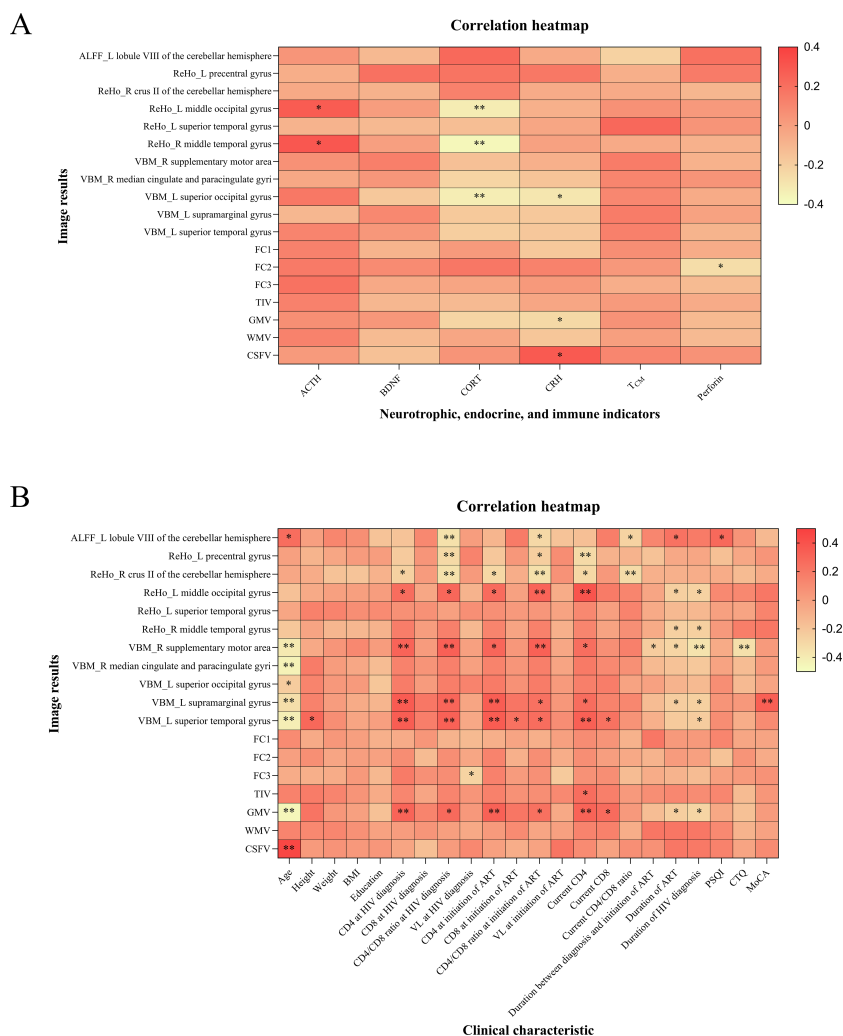 A
Correlation heatmap
ALFF_L lobule VIII of the cerebellar hemisphere
ReHo_L precentral gyrus
ReHo_R crus II of the cerebellar hemisphere
ReHo_L middle occipital gyrus * **
ReHo_L superior temporal gyrus
ReHo_R middle temporal gyrus * **
VBM_R supplementary motor area
VBM_R median cingulate and paracingulate gyri
VBM_L superior occipital gyrus ** *
VBM_L supramarginal gyrus
VBM_L superior temporal gyrus
FC1
FC2 *
FC3
TIV
GMV *
WMV
CSFV *
Image results
0.4
0.2
0
-0.2
-0.4
ACTH
BDNF
CORT
CRH
TCM
Perform
Neurotrophic, endocrine, and immune indicators
B
Correlation heatmap
ALFF_L lobule VIII of the cerebellar hemisphere * ** * * * *
ReHo_L precentral gyrus ** * **
ReHo_R crus II of the cerebellar hemisphere * ** * ** * **
ReHo_L middle occipital gyrus * * * ** ** * *
ReHo_L superior temporal gyrus
ReHo_R middle temporal gyrus * *
VBM_R supplementary motor area ** ** ** * ** * * * ** **
VBM_R median cingulate and paracingulate gyri **
VBM_L superior occipital gyrus *
VBM_L supramarginal gyrus ** ** ** ** * * * * **
VBM_L superior temporal gyrus ** * ** ** ** * * ** * *
FC1
FC2
FC3 *
TIV *
GMV ** ** * ** * ** * * *
WMV
CSFV **
Image results
0.4
0.2
0
-0.2
-0.4
Age
Height
Weight
BMI
Education
CD4 at HIV diagnosis
CD8 at HIV diagnosis
CD4/CD8 ratio at HIV diagnosis
VL at HIV diagnosis
CD4 at initiation of ART
CD8 at initiation of ART
CD4/CD8 ratio at initiation of ART
VL at initiation of ART
Current CD4
Current CD8
Current CD4/CD8 ratio
Duration between diagnosis and initiation of ART
Duration of ART
Duration of HIV diagnosis
PSQI
CTQ
MoCA
Clinical characteristic